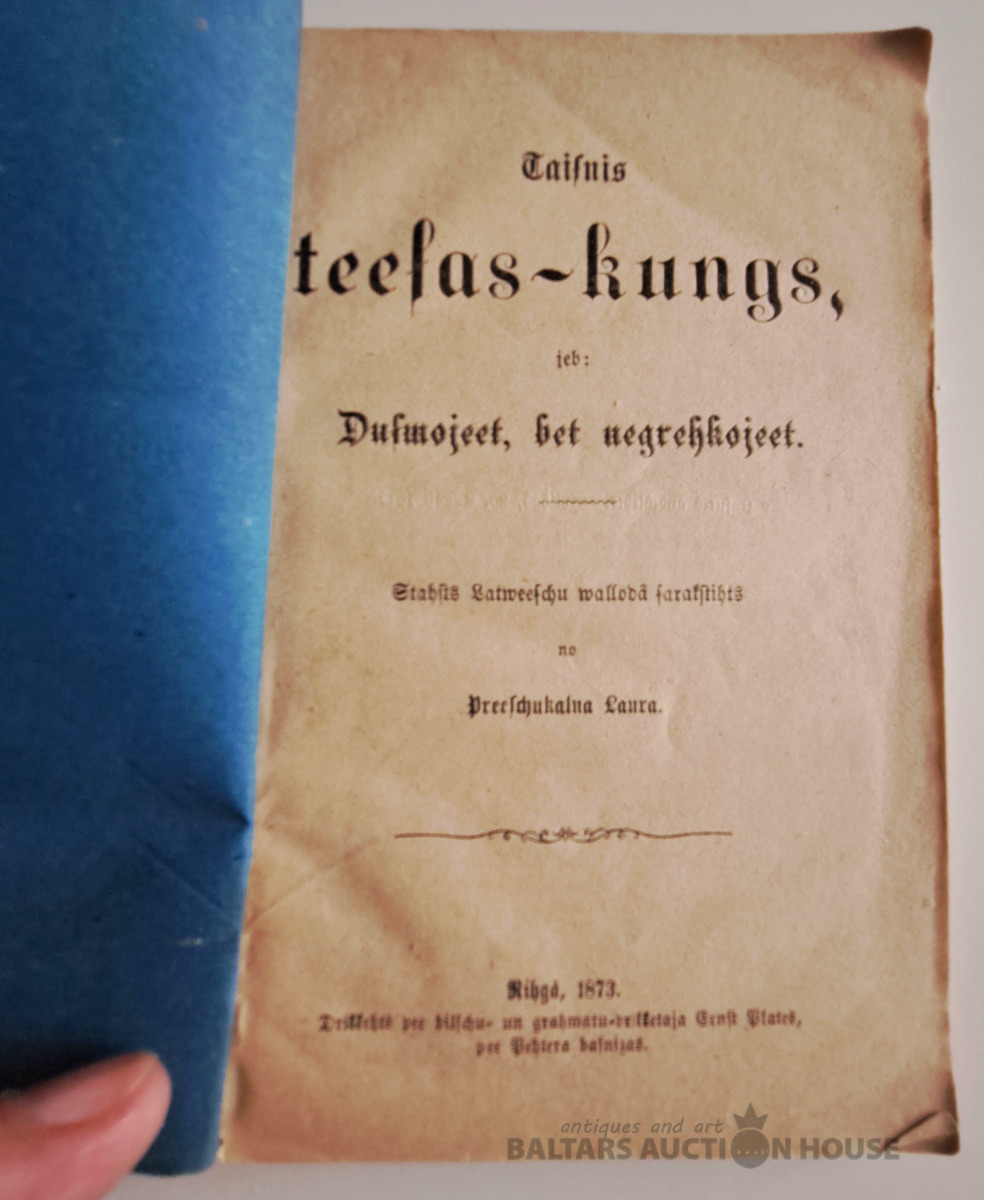 Taiſnis
teeſas-kungs,
jeb:
Duſmojeet, bet negrehkojeet.
Stahſts Latweeſchu wallodâ ſarakſtihts
no
Preeſchukalna Laura.
Rihgâ, 1873.
Drikkehts pee bilſchu- un grahmatu-drikketaja Ernſt Plates,
pee Pehtera baſnizas.
antiques and art
BALTARS AUCTION HOUSE